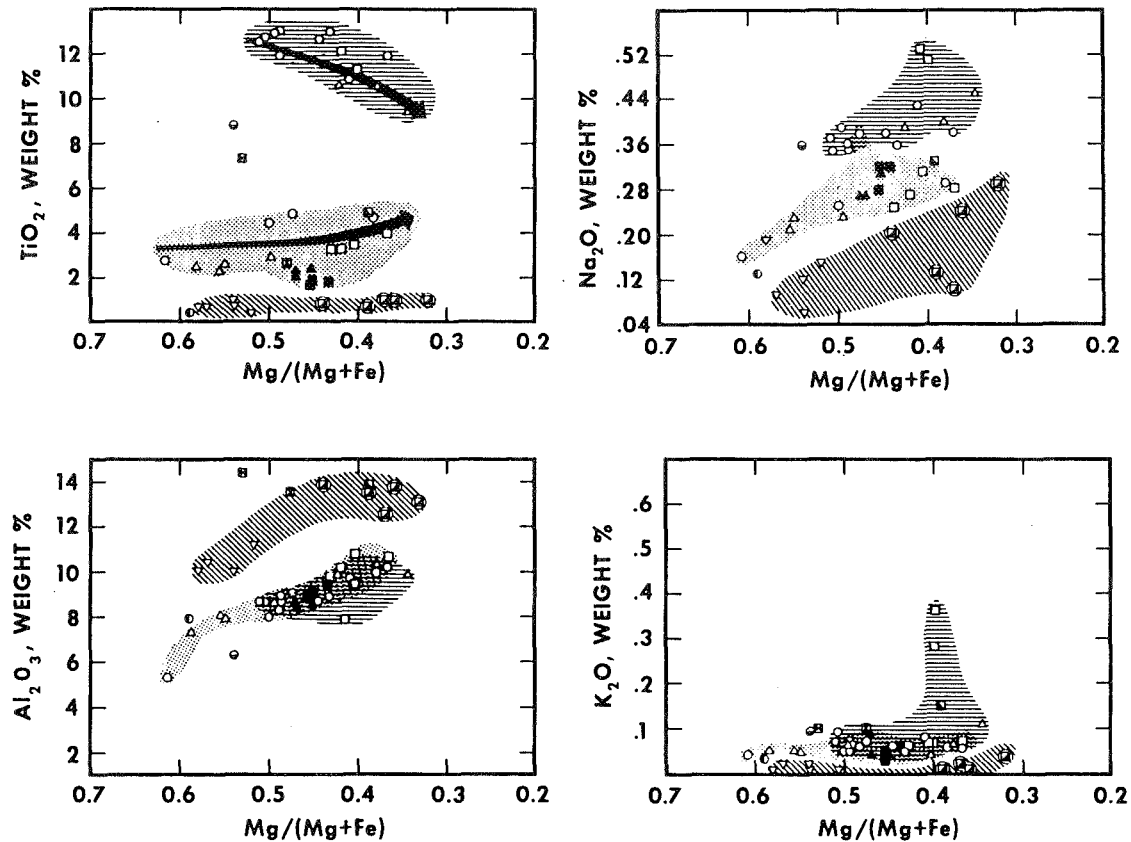 TiO2, WEIGHT %
12
10
8
6
4
2
0.7 0.6 0.5 0.4 0.3 0.2
Mg/(Mg+Fe)
Na2O, WEIGHT %
.52
.44
.36
.28
.20
.12
.04
0.7 0.6 0.5 0.4 0.3 0.2
Mg/(Mg+Fe)
Al2O3, WEIGHT %
14
12
10
8
6
4
2
0.7 0.6 0.5 0.4 0.3 0.2
Mg/(Mg+Fe)
K2O, WEIGHT %
.6
.5
.4
.3
.2
.1
0.7 0.6 0.5 0.4 0.3 0.2
Mg/(Mg+Fe)